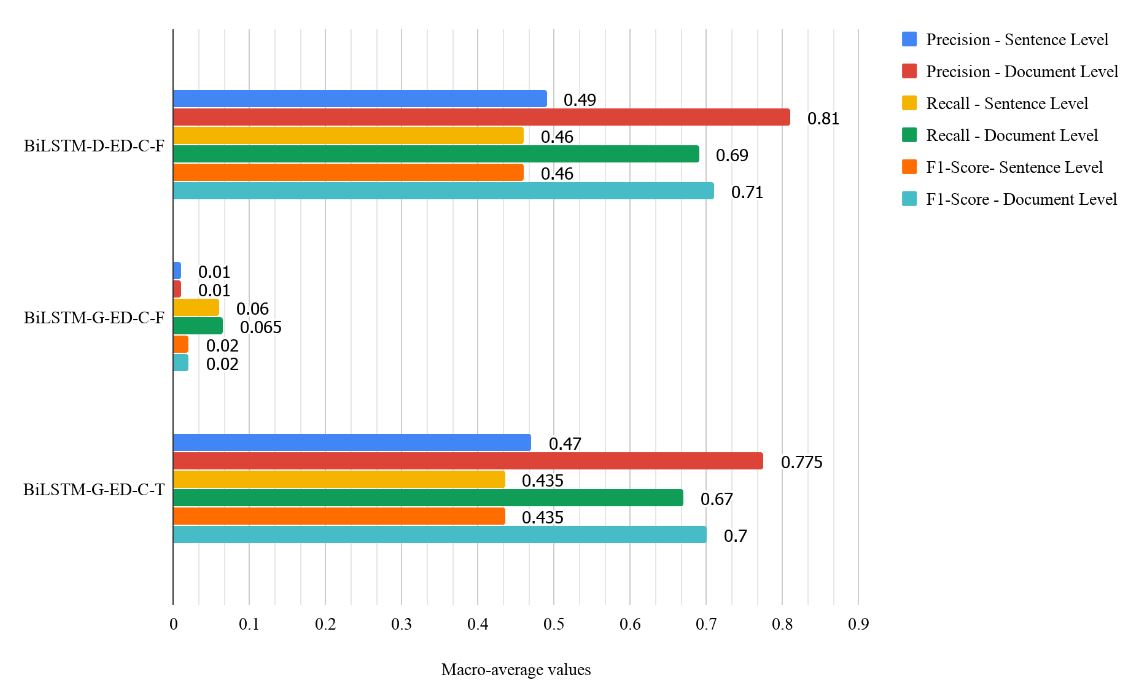 Precision - Sentence Level
Precision - Document Level
Recall - Sentence Level
Recall - Document Level
F1-Score- Sentence Level
F1-Score - Document Level
BiLSTM-D-ED-C-F
0.49
0.81
0.46
0.69
0.46
0.71
BiLSTM-G-ED-C-F
0.01
0.01
0.06
0.065
0.02
0.02
BiLSTM-G-ED-C-T
0.47
0.775
0.435
0.67
0.435
0.7
0 0.1 0.2 0.3 0.4 0.5 0.6 0.7 0.8 0.9
Macro-average values